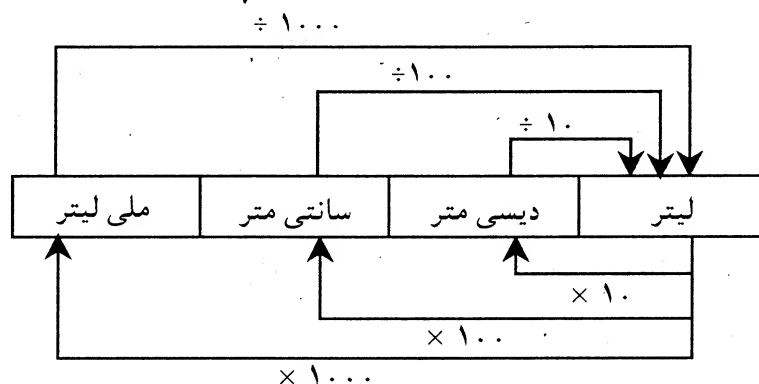 ÷ ۱۰۰۰
÷۱۰۰
÷ ۱۰
لیتر
دیسی متر
سانتی متر
ملی لیتر
× ۱۰
× ۱۰۰
× ۱۰۰۰